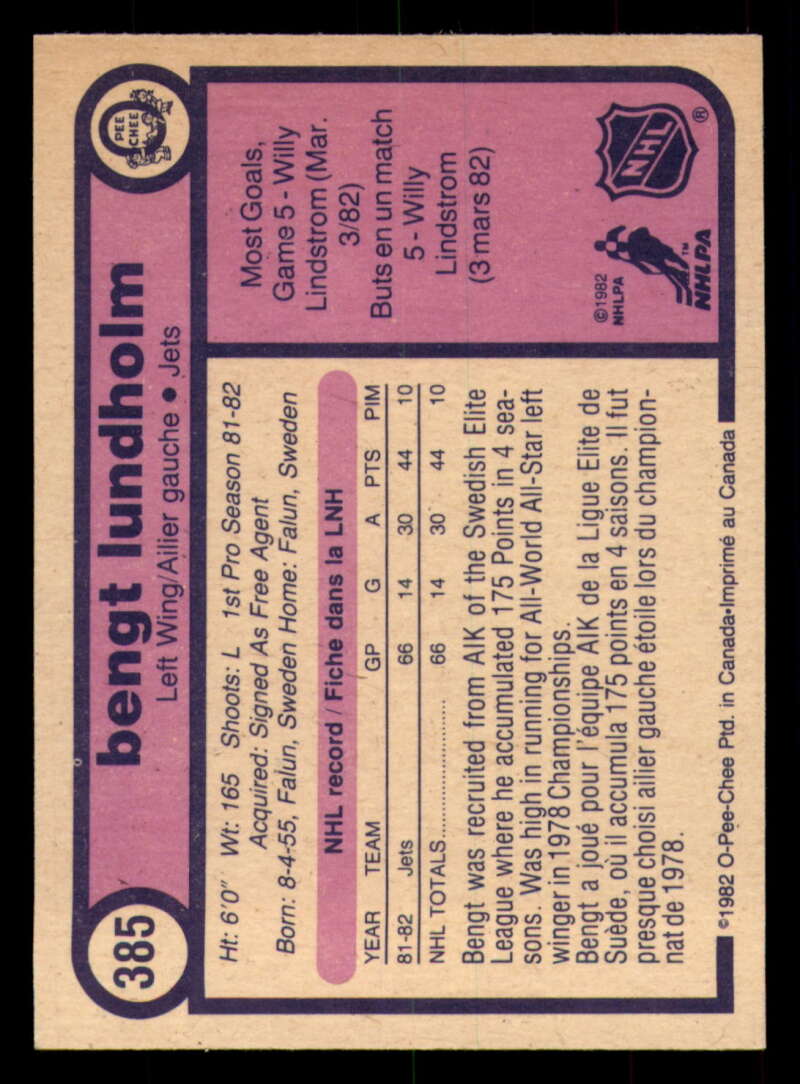 385
bengt lundholm
Left Wing/Ailier gauche • Jets
O
PEE
CHEE
Ht: 6'0" Wt: 165 Shoots: L 1st Pro Season 81-82
Acquired: Signed As Free Agent
Born: 8-4-55, Falun, Sweden Home: Falun, Sweden
NHL record / Fiche dans la LNH
YEAR TEAM GP G A PTS PIM
81-82 Jets 66 14 30 44 10
NHL TOTALS.................... 66 14 30 44 10
Bengt was recruited from AIK of the Swedish Elite
League where he accumulated 175 Points in 4 sea-
sons. Was high in running for All-World All-Star left
winger in 1978 Championships.
Bengt a joué pour l'équipe AIK de la Ligue Elite de
Suède, où il accumula 175 points en 4 saisons. Il fut
presque choisi ailier gauche étoile lors du champion-
nat de 1978.
Most Goals,
Game 5 - Willy
Lindstrom (Mar.
3/82)
Buts en un match
5 - Willy
Lindstrom
(3 mars 82)
©1982
NHLPA
NHL
®
TM
NHLPA
©1982 O-Pee-Chee Ptd. in Canada•Imprimé au Canada